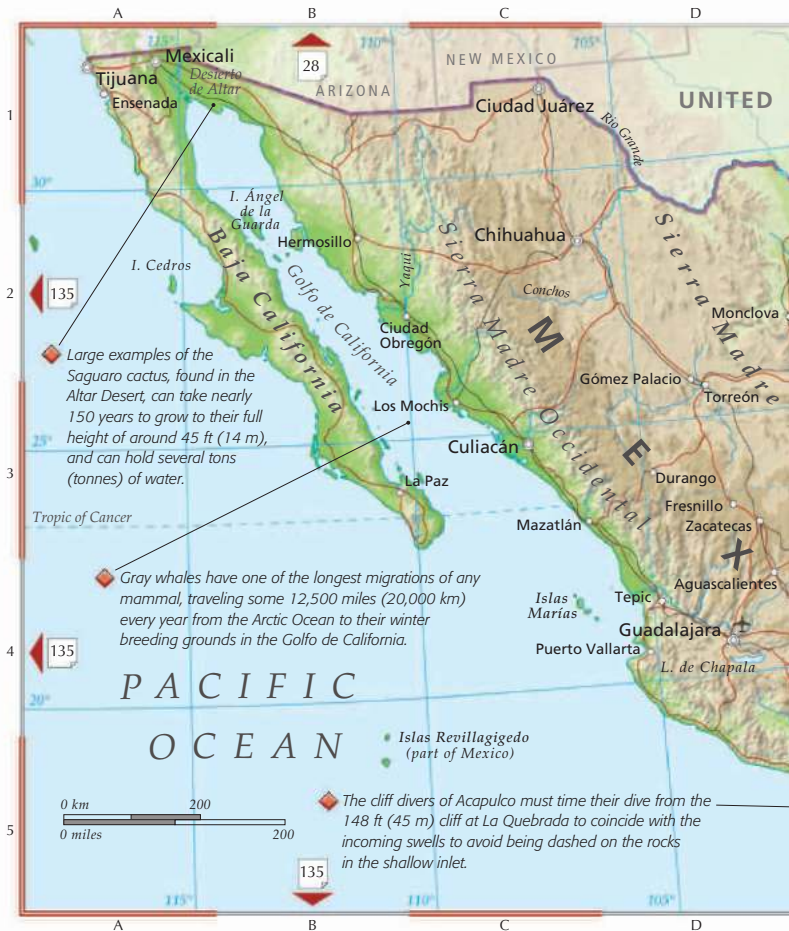 A B C D
115° 110° 105°
Mexicali
Tijuana
Desierto
de Altar
Ensenada
28
ARIZONA
NEW MEXICO
UNITED
Ciudad Juárez
Rio Grande
1
30°
I. Ángel
de la
Guarda
Hermosillo
Yaqui
Chihuahua
Sierra Madre Occidental
Sierra Madre
Baja California
Golfo de California
I. Cedros
2
135
Conchos
Monclova
Ciudad
Obregón
MEX
Gómez Palacio
Torreón
Large examples of the
Saguaro cactus, found in the
Altar Desert, can take nearly
150 years to grow to their full
height of around 45 ft (14 m),
and can hold several tons
(tonnes) of water.
Los Mochis
25°
Culiacán
3
La Paz
Durango
Fresnillo
Zacatecas
Tropic of Cancer
Mazatlán
Gray whales have one of the longest migrations of any
mammal, traveling some 12,500 miles (20,000 km)
every year from the Arctic Ocean to their winter
breeding grounds in the Golfo de California.
Aguascalientes
Islas
Marías
Tepic
Guadalajara
4
135
Puerto Vallarta
L. de Chapala
20°
PACIFIC
OCEAN
Islas Revillagigedo
(part of Mexico)
0 km 200
0 miles 200
5
The cliff divers of Acapulco must time their dive from the
148 ft (45 m) cliff at La Quebrada to coincide with the
incoming swells to avoid being dashed on the rocks
in the shallow inlet.
135
115° 110° 105°
A B C D